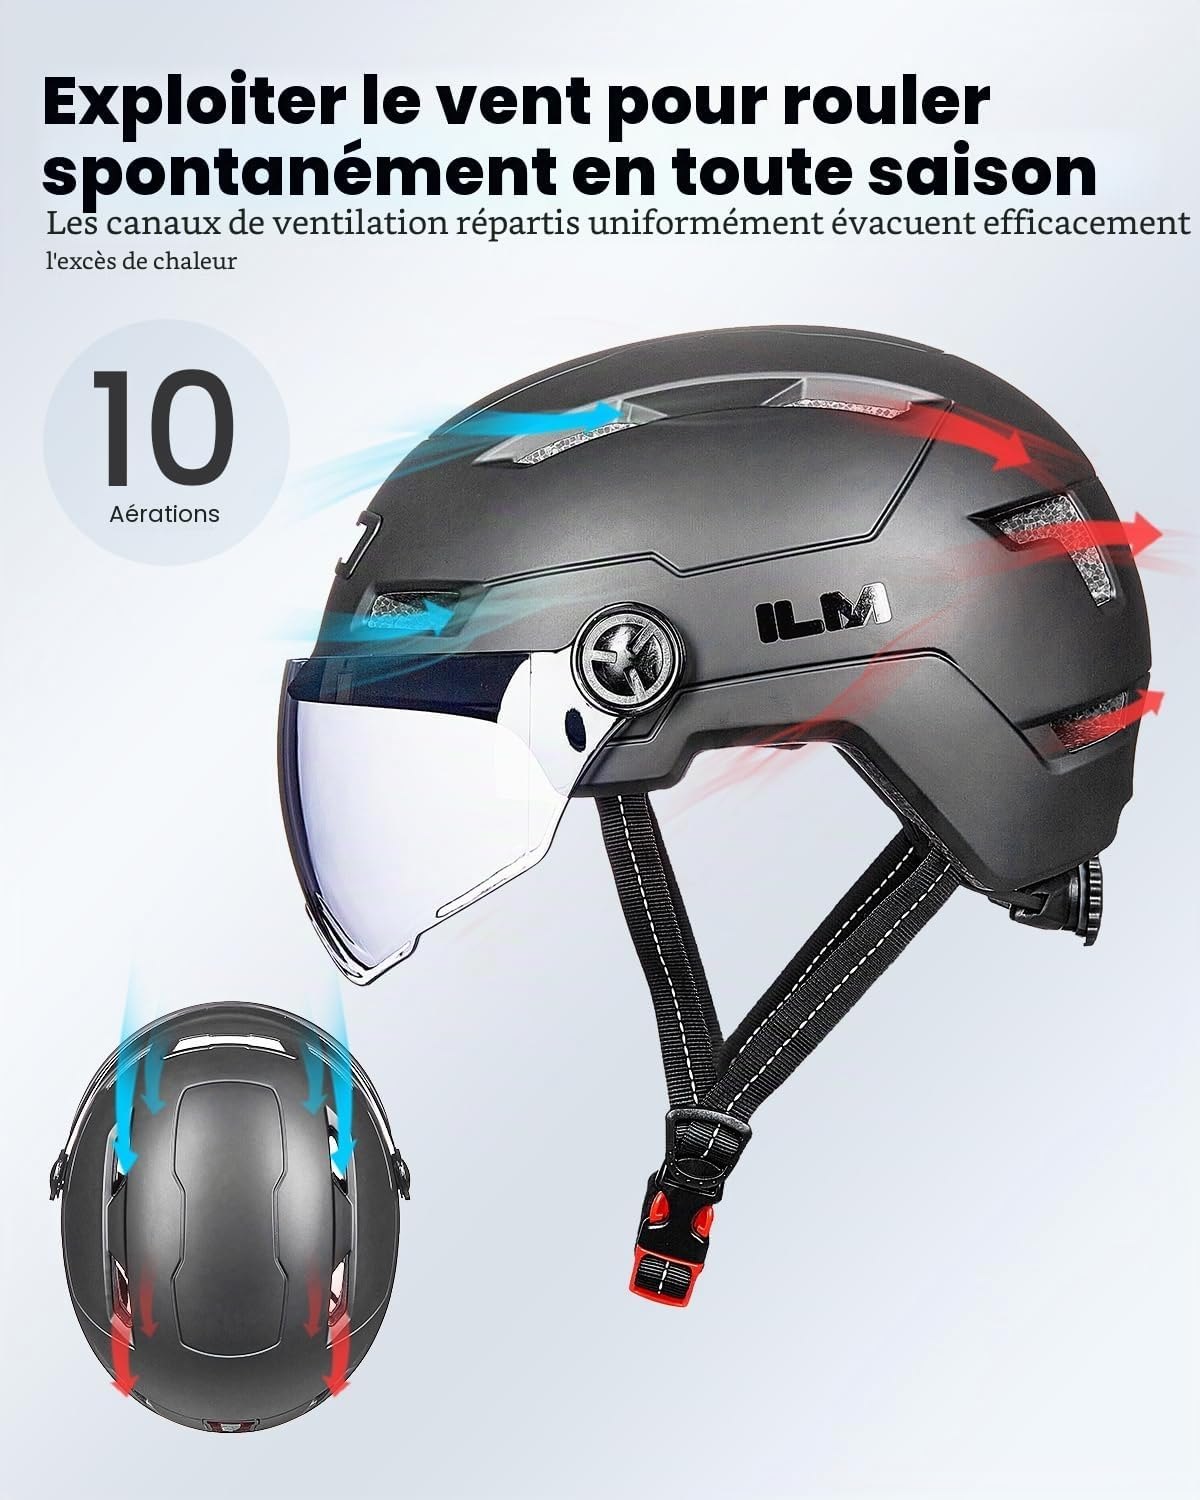 Exploiter le vent pour rouler
spontanément en toute saison
Les canaux de ventilation répartis uniformément évacuent efficacement
l'excès de chaleur
10
Aérations
ILM